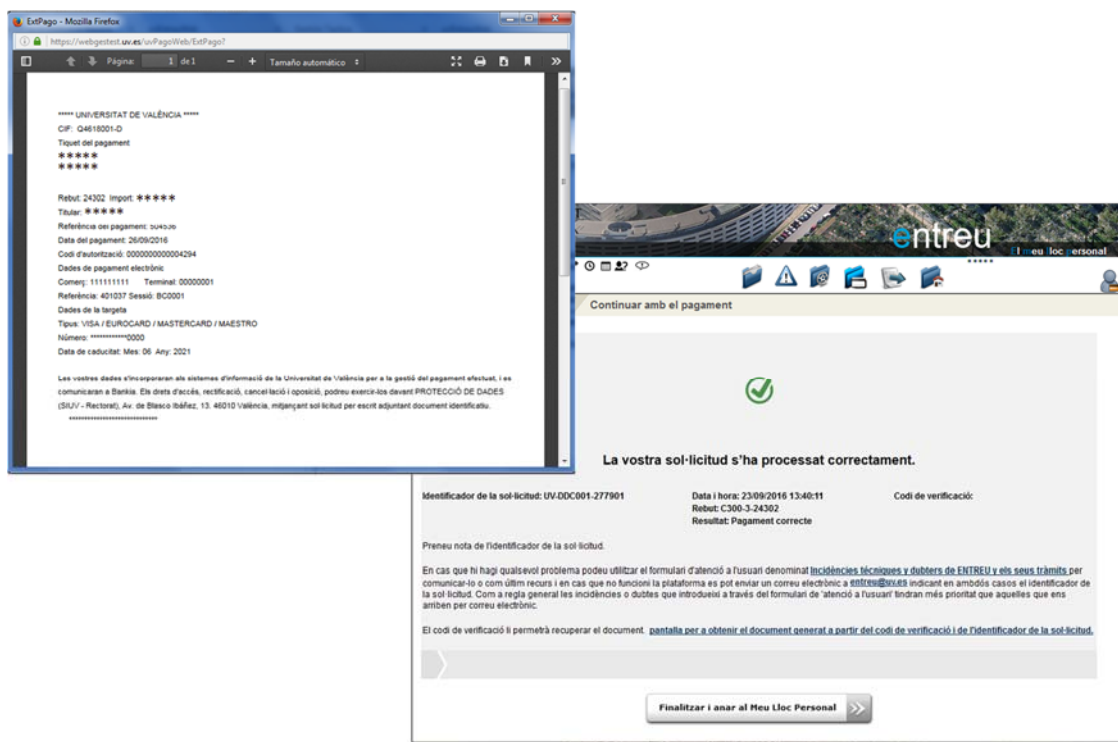 ExtPago - Mozilla Firefox
https://webgestest.uv.es/uvPagoWeb/ExtPago?
Página: 1 de 1 − + Tamaño automático
***** UNIVERSITAT DE VALÈNCIA *****
CIF: Q4618001-D
Tiquet del pagament
*****
*****
Rebut: 24302 Import: *****
Titular: *****
Referència del pagament: 504536
Data del pagament: 26/09/2016
Codi d'autorització: 0000000000004294
Dades de pagament electrònic
Comerç: 111111111 Terminal: 00000001
Referència: 401037 Sessió: BC0001
Dades de la targeta
Tipus: VISA / EUROCARD / MASTERCARD / MAESTRO
Número: ************0000
Data de caducitat: Mes: 06 Any: 2021
Les vostres dades s'incorporaran als sistemes d'informació de la Universitat de València per a la gestió del pagament efectuat, i es
comunicaran a Bankia. Els drets d'accés, rectificació, cancel·lació i oposició, podreu exercir-los davant PROTECCIÓ DE DADES
(SIUV - Rectorat), Av. de Blasco Ibáñez, 13. 46010 València, mitjançant sol·licitud per escrit adjuntant document identificatiu.
******************************
entreu
El meu lloc personal
*****
Continuar amb el pagament
La vostra sol·licitud s'ha processat correctament.
Identificador de la sol·licitud: UV-DDC001-277901 Data i hora: 23/09/2016 13:40:11 Codi de verificació:
Rebut: C300-3-24302
Resultat: Pagament correcte
Preneu nota de l'identificador de la sol·licitud.
En cas que hi hagi qualsevol problema podeu utilitzar el formulari d'atenció a l'usuari denominat Incidències técniques y dubters de ENTREU y els seus tràmits per
comunicar-lo o com últim recurs i en cas que no funcioni la plataforma es pot enviar un correu electrònic a entreu@uv.es indicant en ambdós casos el identificador de
la sol·licitud. Com a regla general les incidències o dubtes que introdueixi a través del formulari de 'atenció a l'usuari' tindran més prioritat que aquelles que ens
arriben per correu electrònic.
El codi de verificació li permetrà recuperar el document. pantalla per a obtenir el document generat a partir del codi de verificació i de l'identificador de la sol·licitud.
Finalitzar i anar al Meu Lloc Personal